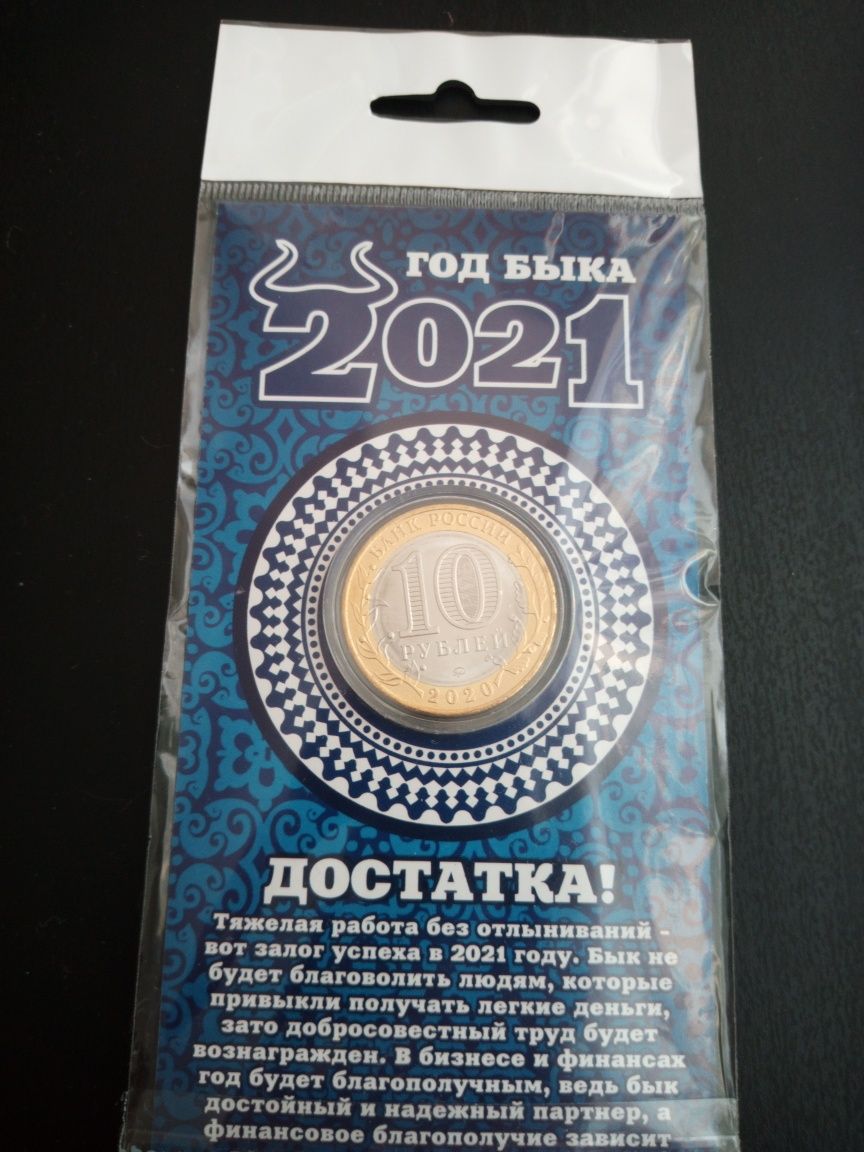 ГОД БЫКА
2021
БАНК РОССИИ
10
РУБЛЕЙ
2020
ДОСТАТКА!
Тяжелая работа без отлыниваний -
вот залог успеха в 2021 году. Бык не
будет благоволить людям, которые
привыкли получать легкие деньги,
зато добросовестный труд будет
вознагражден. В бизнесе и финансах
год будет благополучным, ведь бык
достойный и надежный партнер, а
финансовое благополучие зависит